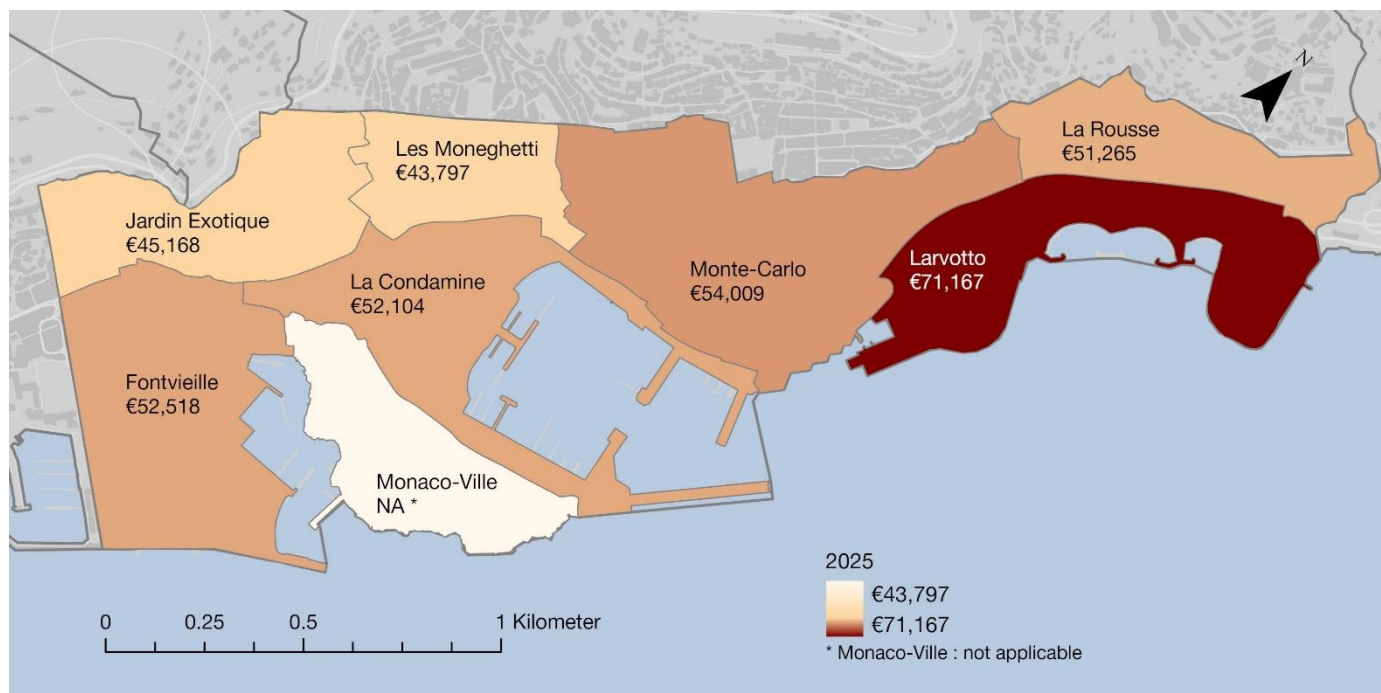 N
La Rousse
€51,265
Les Moneghetti
€43,797
Jardin Exotique
€45,168
Larvotto
€71,167
Monte-Carlo
€54,009
La Condamine
€52,104
Fontvieille
€52,518
Monaco-Ville
NA *
2025
€43,797
€71,167
* Monaco-Ville : not applicable
0 0.25 0.5 1 Kilometer